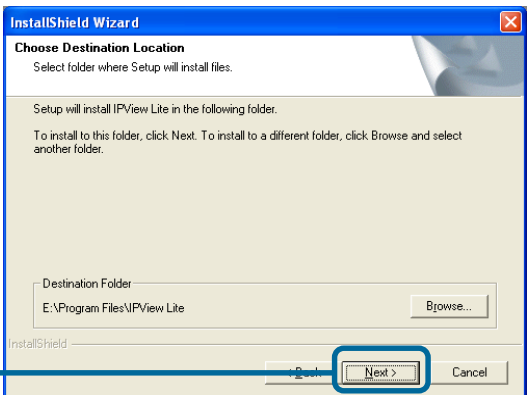 InstallShield Wizard
Choose Destination Location
Select folder where Setup will install files.
Setup will install IPView Lite in the following folder.
To install to this folder, click Next. To install to a different folder, click Browse and select
another folder.
Destination Folder
E:\Program Files\IPView Lite
Browse...
InstallShield
< Back
Next >
Cancel